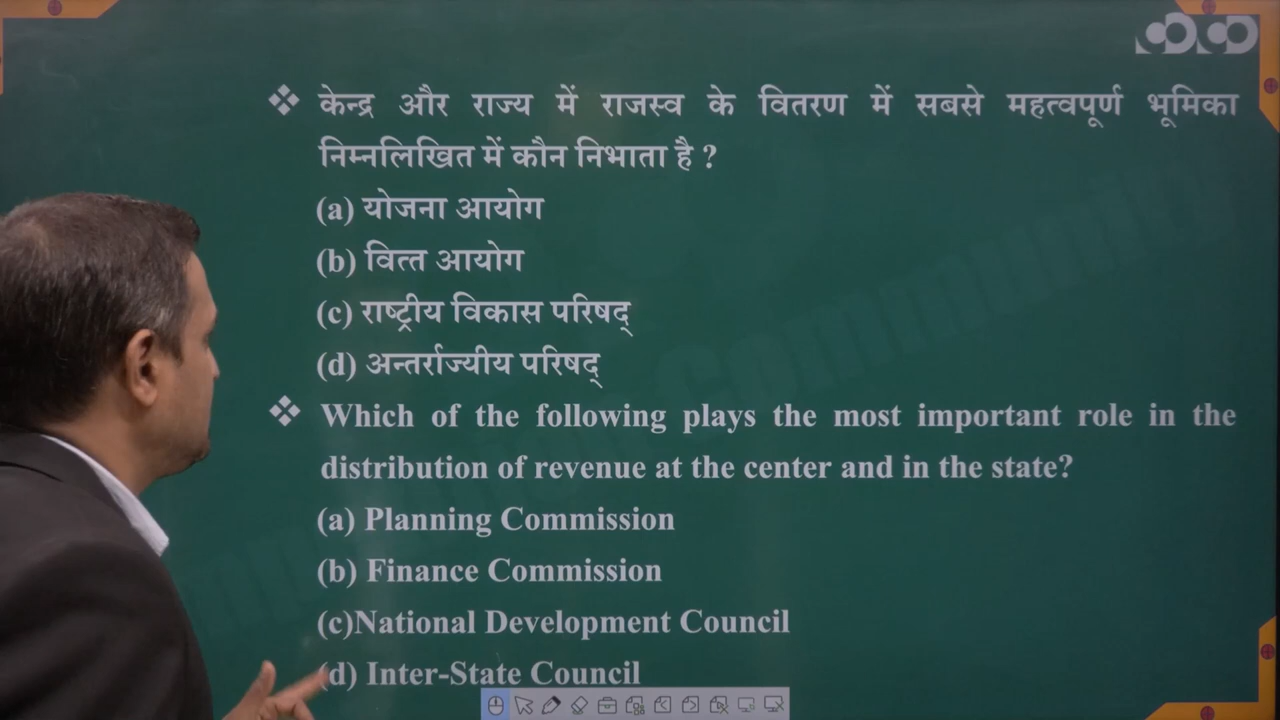 ❖ केन्द्र और राज्य में राजस्व के वितरण में सबसे महत्वपूर्ण भूमिका
निम्नलिखित में कौन निभाता है ?
(a) योजना आयोग
(b) वित्त आयोग
(c) राष्ट्रीय विकास परिषद्
(d) अन्तर्राज्यीय परिषद्
❖ Which of the following plays the most important role in the
distribution of revenue at the center and in the state?
(a) Planning Commission
(b) Finance Commission
(c)National Development Council
(d) Inter-State Council